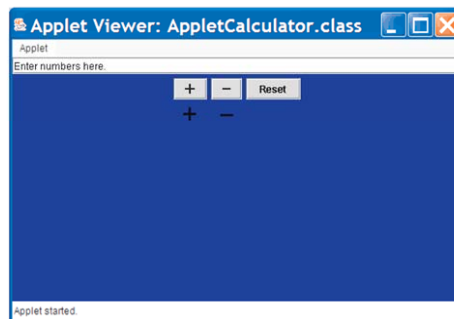 Applet Viewer: AppletCalculator.class
Applet
Enter numbers here.
+ − Reset
+ −
Applet started.